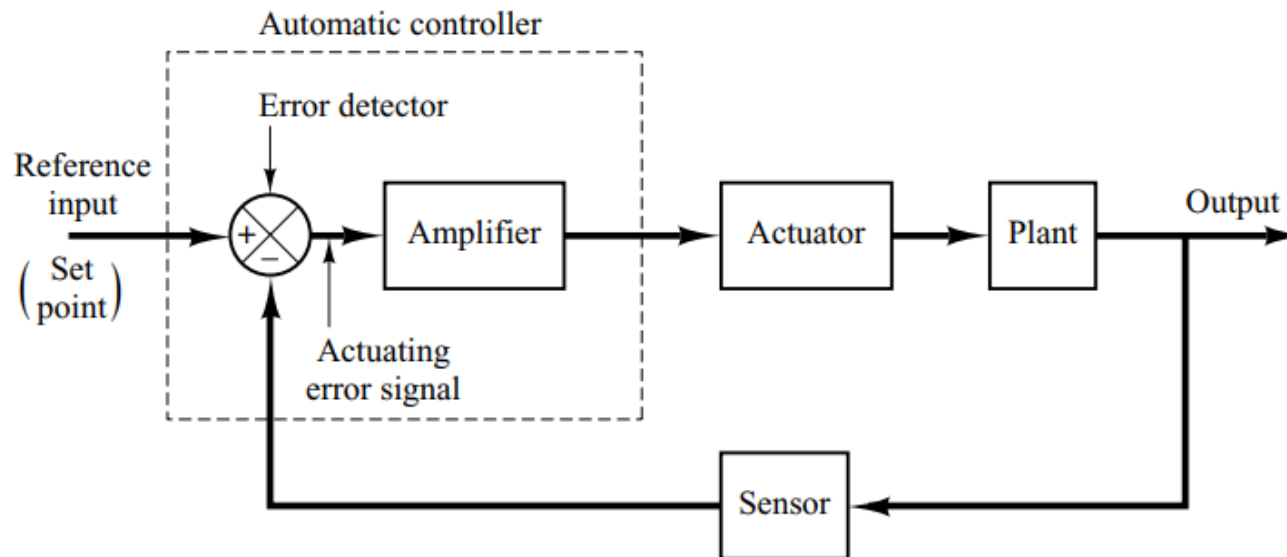 Automatic controller
Error detector
Reference
input
(Set
point)
+
−
Amplifier
Actuator
Plant
Output
Actuating
error signal
Sensor